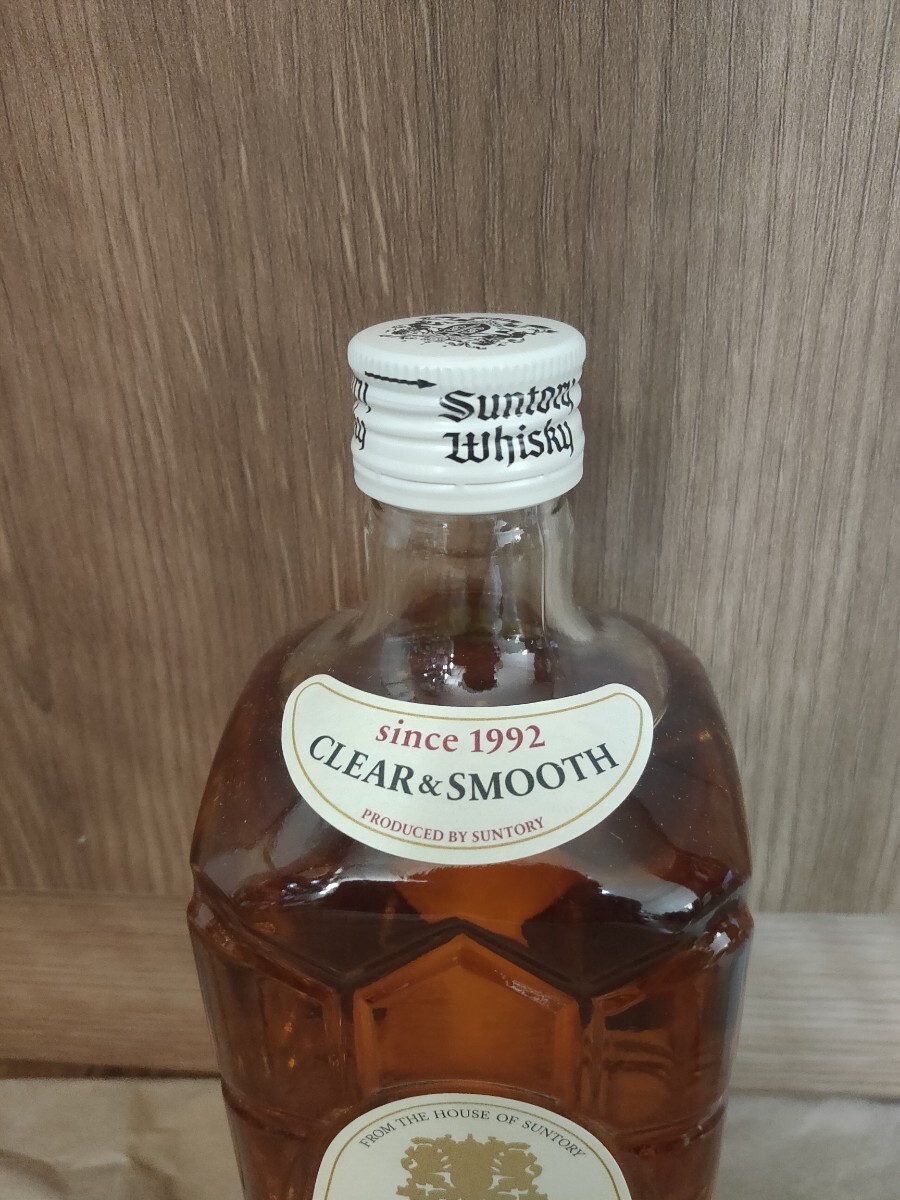 Suntory
Whisky
since 1992
CLEAR & SMOOTH
PRODUCED BY SUNTORY
FROM THE HOUSE OF SUNTORY